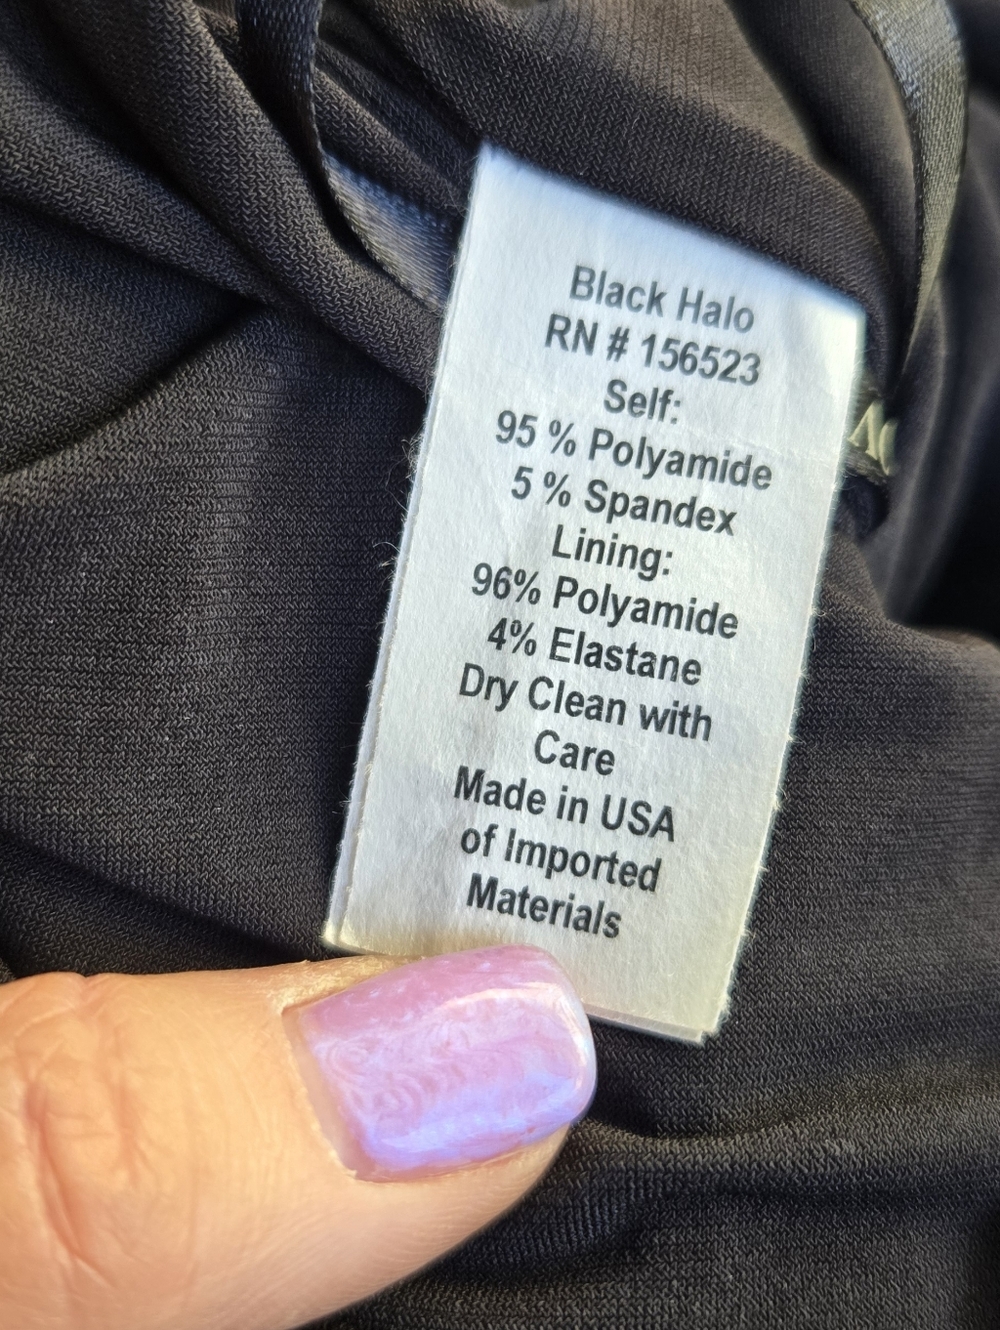 Black Halo
RN # 156523
Self:
95 % Polyamide
5 % Spandex
Lining:
96% Polyamide
4% Elastane
Dry Clean with
Care
Made in USA
of Imported
Materials